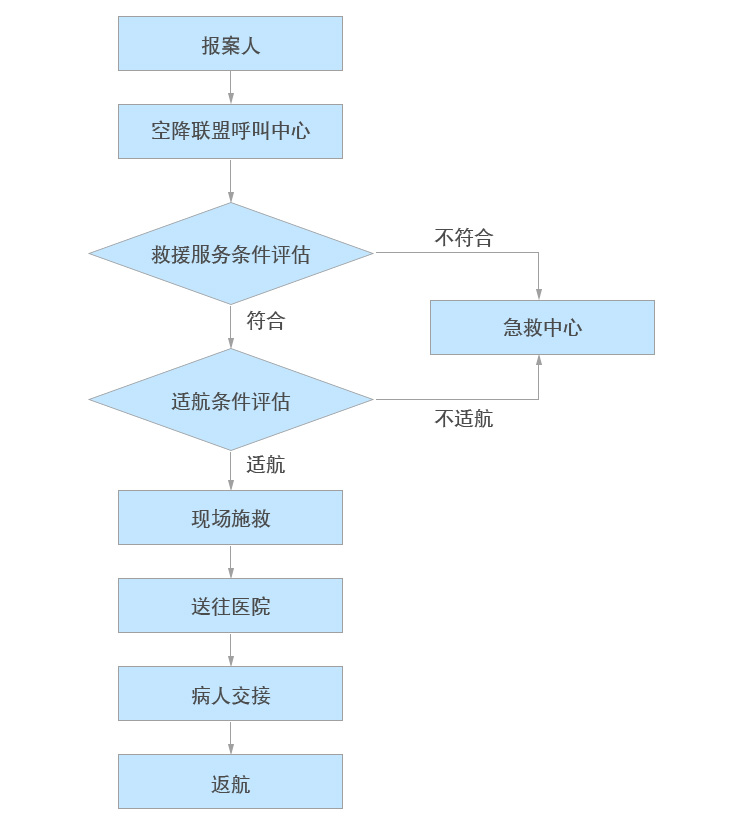 报案人
空降联盟呼叫中心
救援服务条件评估
不符合
急救中心
符合
适航条件评估
不适航
适航
现场施救
送往医院
病人交接
返航